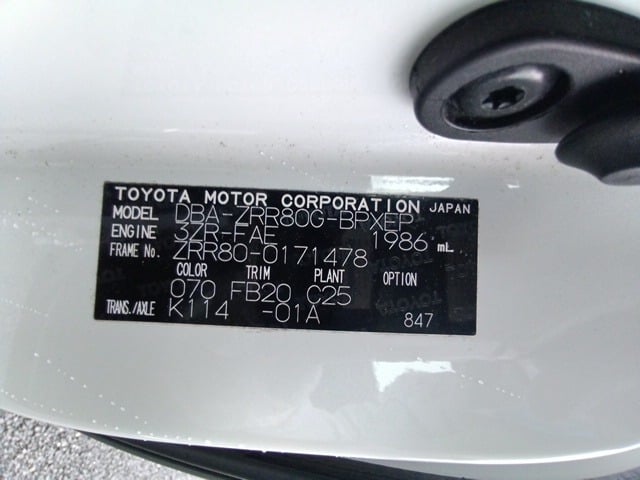 TOYOTA MOTOR CORPORATION JAPAN
MODEL DBA-ZRR80G-BPXEP
ENGINE 3ZR-FAE 1986 mL
FRAME No. ZRR80-0171478
COLOR TRIM PLANT OPTION
070 FB20 C25
TRANS./AXLE K114 -01A 847